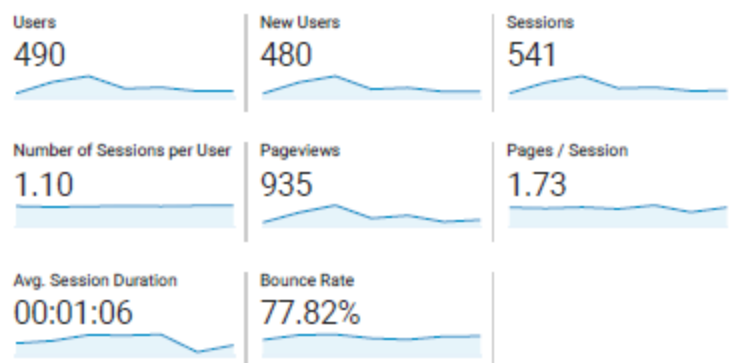 Users
490
New Users
480
Sessions
541
Number of Sessions per User
1.10
Pageviews
935
Pages / Session
1.73
Avg. Session Duration
00:01:06
Bounce Rate
77.82%